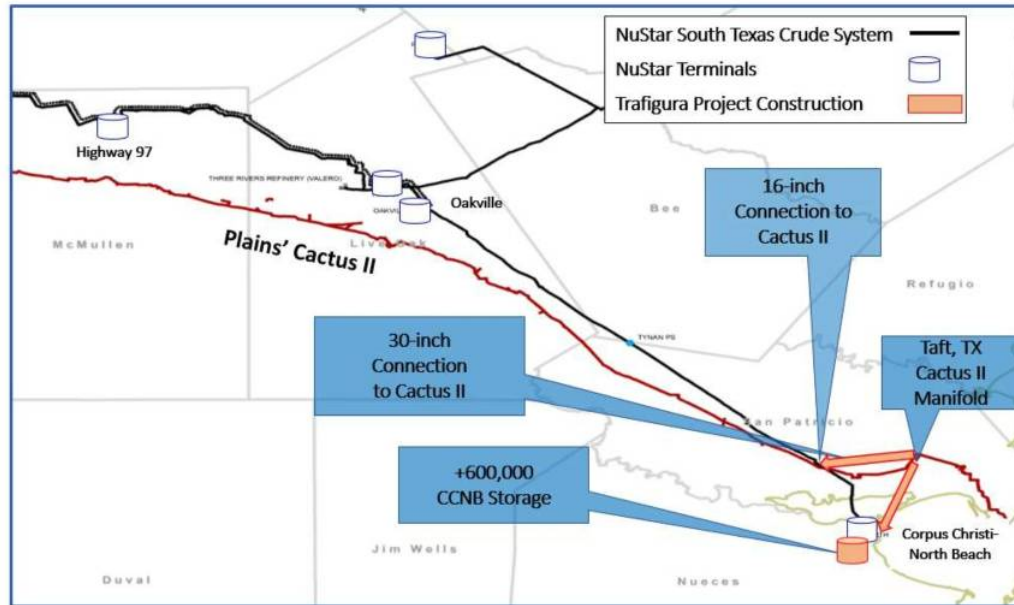 NuStar South Texas Crude System
NuStar Terminals
Trafigura Project Construction
Highway 97
THREE RIVERS REFINERY (VALERO)
Oakville
16-inch
Connection to
Cactus II
Bee
McMullen
Live Oak
Plains' Cactus II
Refugio
30-inch
Connection
to Cactus II
TYNAN PS
Taft, TX
Cactus II
Manifold
San Patricio
+600,000
CCNB Storage
Corpus Christi-
North Beach
Jim Wells
Duval
Nueces